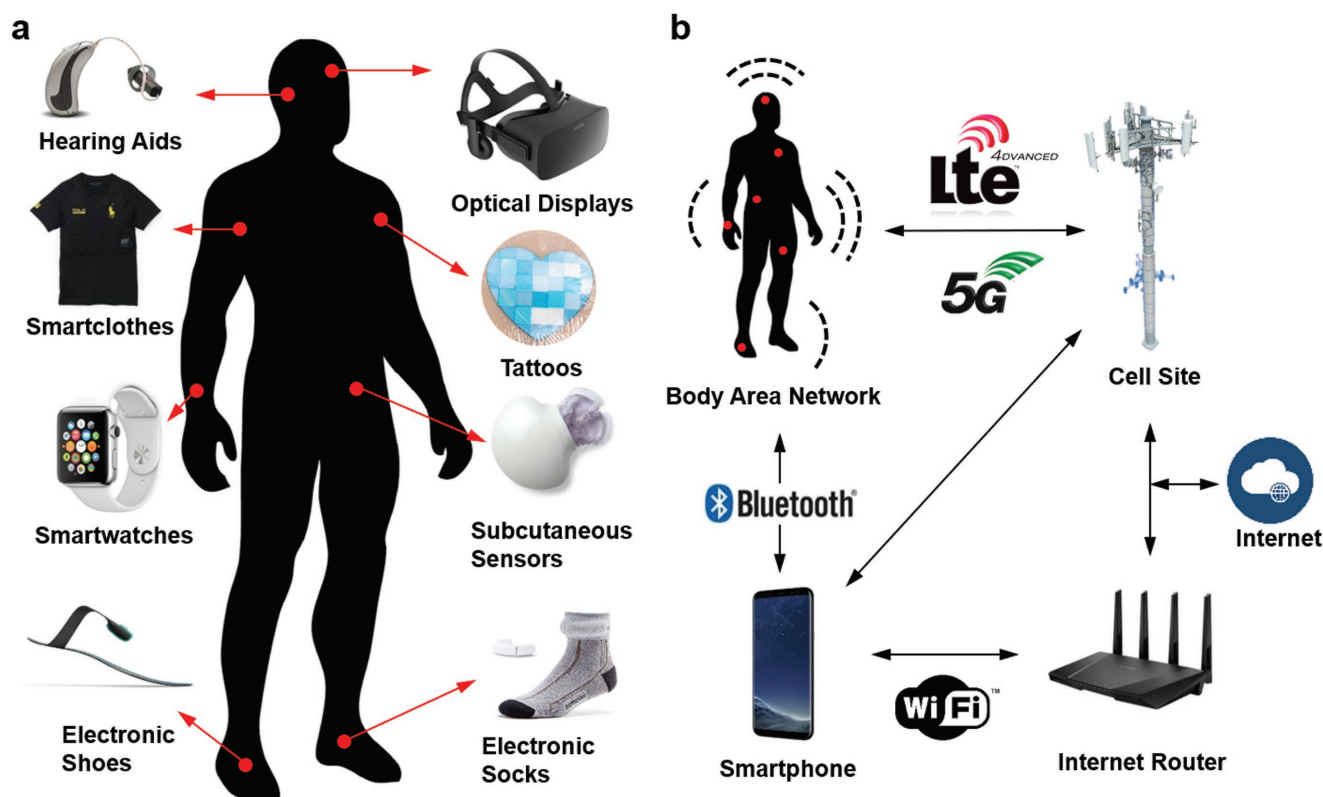 a
Hearing Aids
Optical Displays
Smartclothes
Tattoos
Smartwatches
Subcutaneous
Sensors
Electronic
Shoes
Electronic
Socks
b
Lte
4DVANCED
5G
Body Area Network
Cell Site
Bluetooth®
Internet
WiFi™
Smartphone
Internet Router